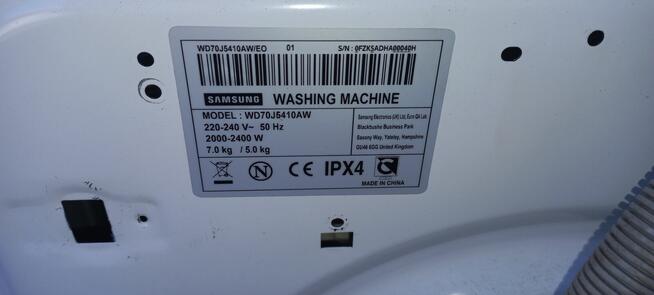 WD70J5410AW/EO 01 S/N : 0FZK5ADHA00040H
SAMSUNG WASHING MACHINE
MODEL : WD70J5410AW
220-240 V~ 50 Hz
2000-2400 W
7.0 kg / 5.0 kg
Samsung Electronics (UK) Ltd, Euro QA Lab.
Blackbushe Business Park
Saxony Way, Yateley, Hampshire
GU46 6GG United Kingdom
N CE IPX4
MADE IN CHINA